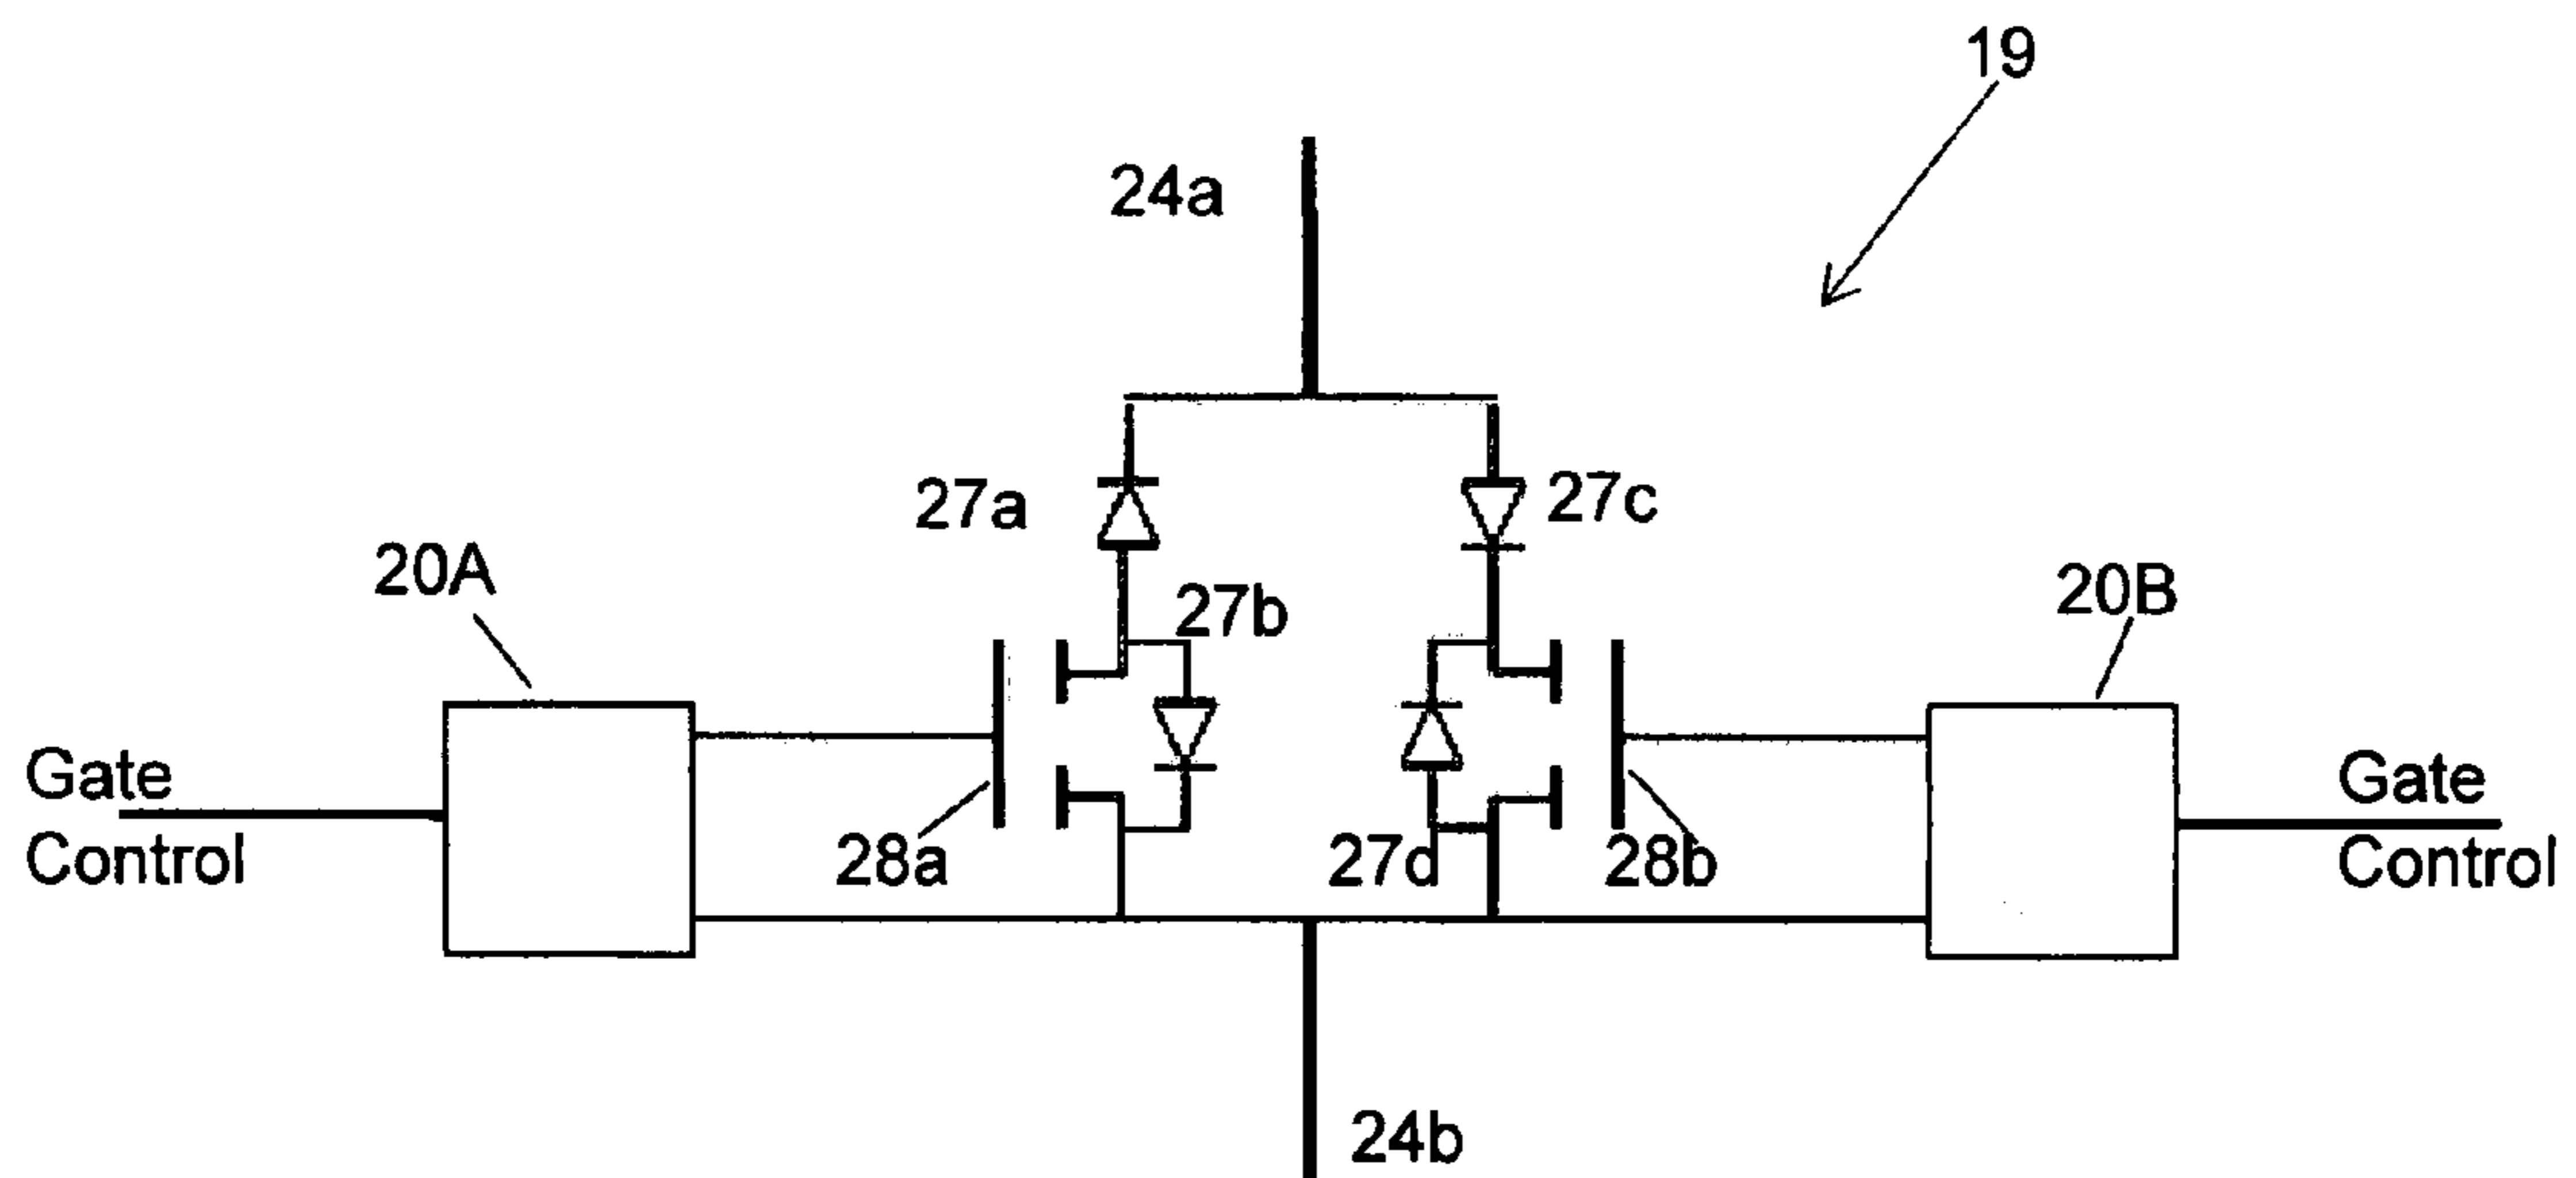 19
24a
27a
27c
20A
27b
20B
Gate
Control
28a
27d
28b
Gate
Control
24b